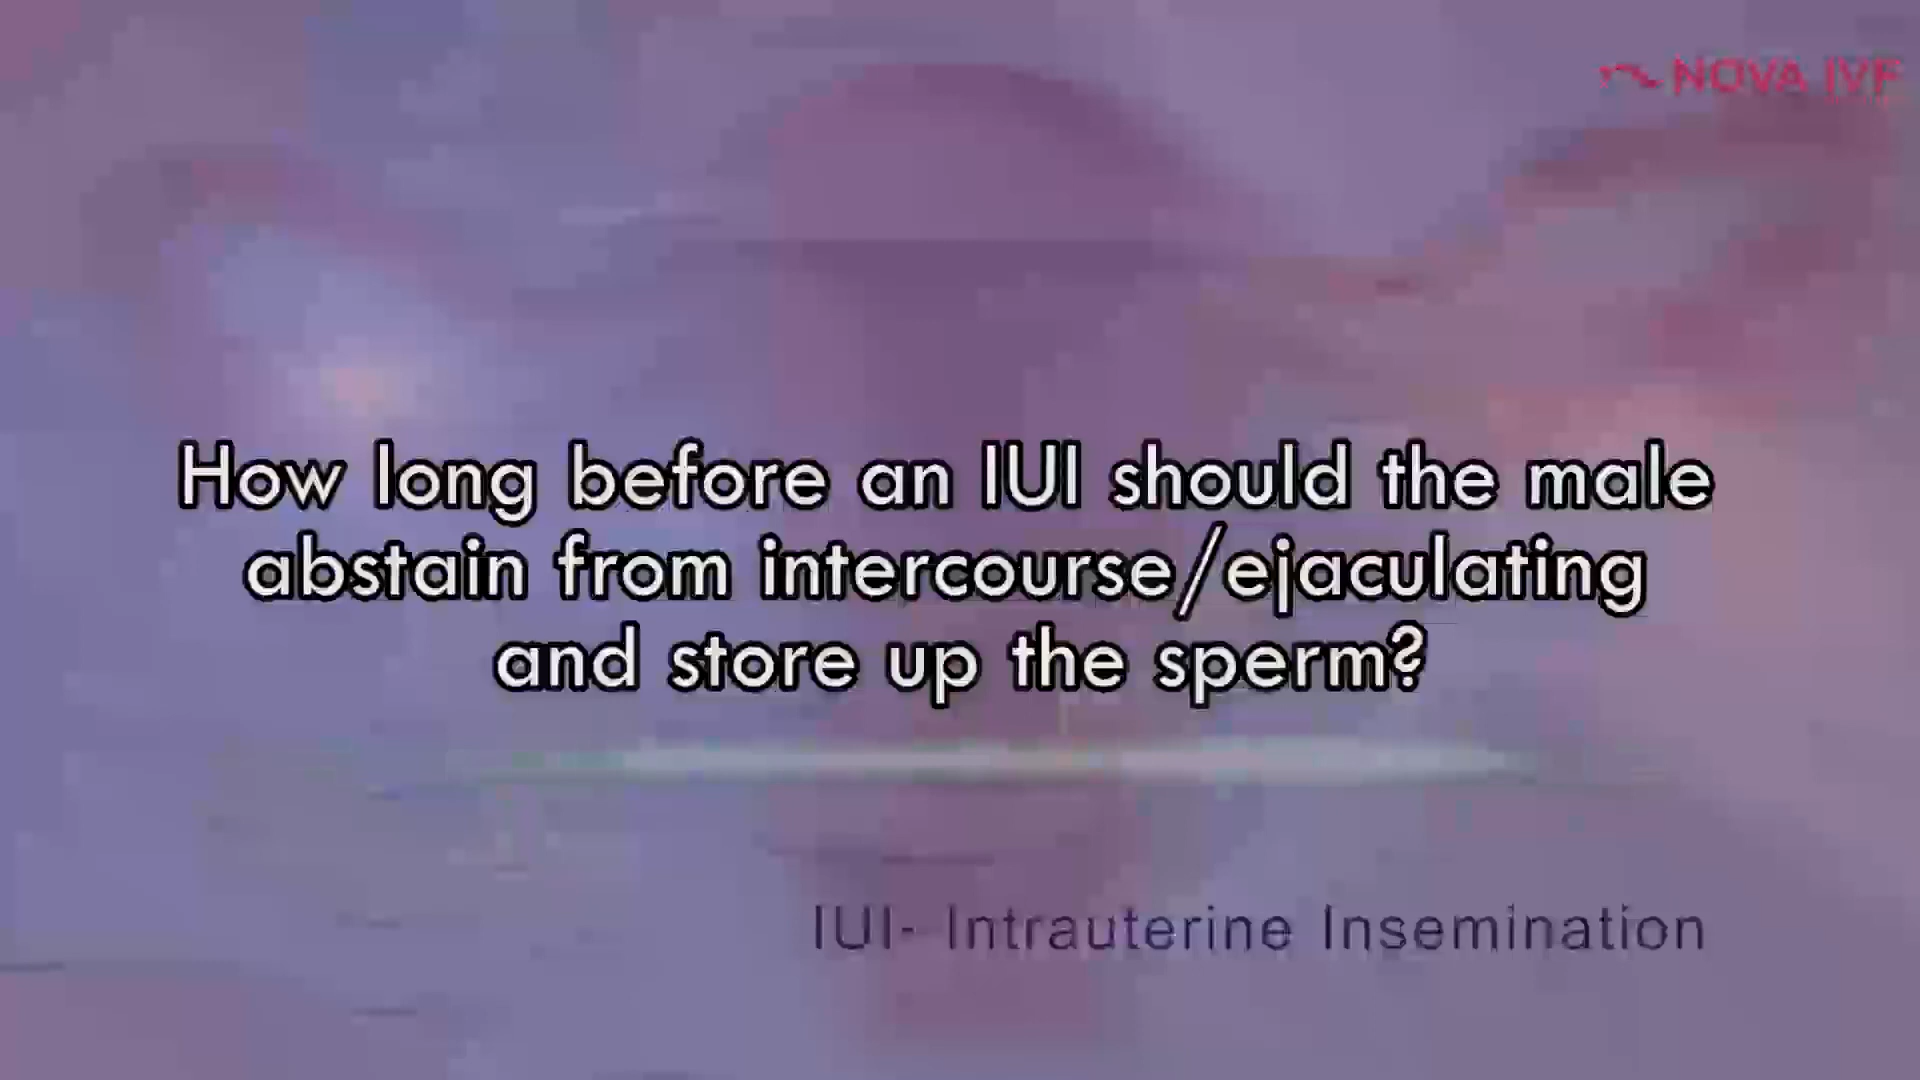 NOVA IVF
How long before an IUI should the male
abstain from intercourse/ejaculating
and store up the sperm?
IUI- Intrauterine Insemination